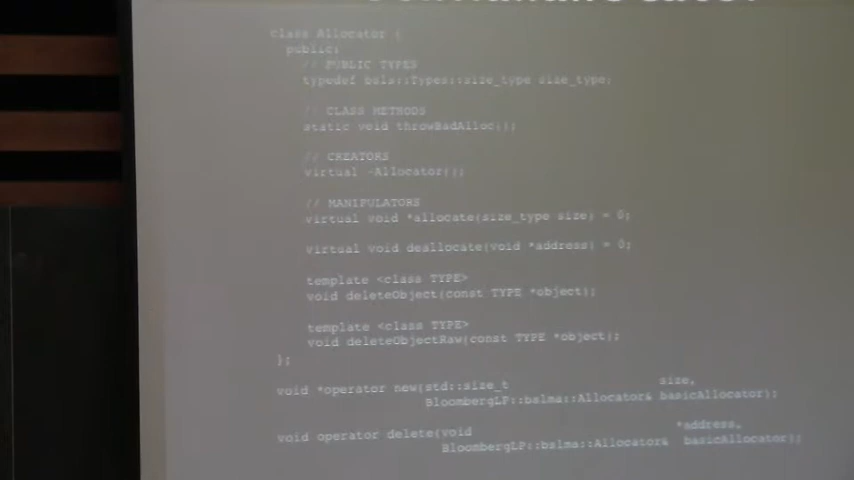 class Allocator {
public:
// PUBLIC TYPES
typedef bsls::Types::size_type size_type;
// CLASS METHODS
static void throwBadAlloc();
// CREATORS
virtual ~Allocator();
// MANIPULATORS
virtual void *allocate(size_type size) = 0;
virtual void deallocate(void *address) = 0;
template <class TYPE>
void deleteObject(const TYPE *object);
template <class TYPE>
void deleteObjectRaw(const TYPE *object);
};
void *operator new(std::size_t size,
BloombergLP::bslma::Allocator& basicAllocator);
void operator delete(void *address,
BloombergLP::bslma::Allocator& basicAllocator);